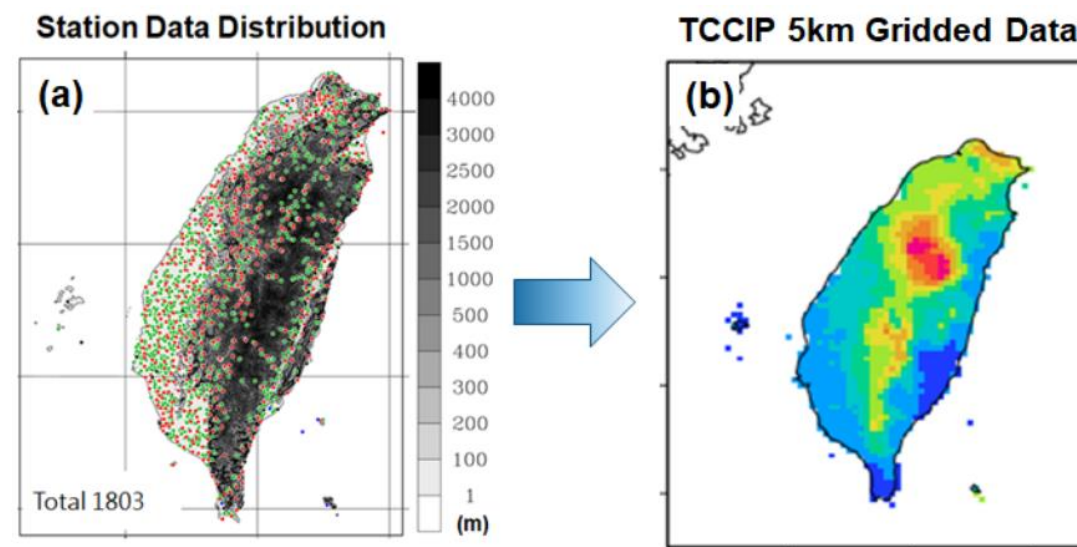 Station Data Distribution
TCCIP 5km Gridded Data
(a)
(b)
4000
3000
2500
2000
1500
1000
500
400
300
200
100
1
(m)
Total 1803